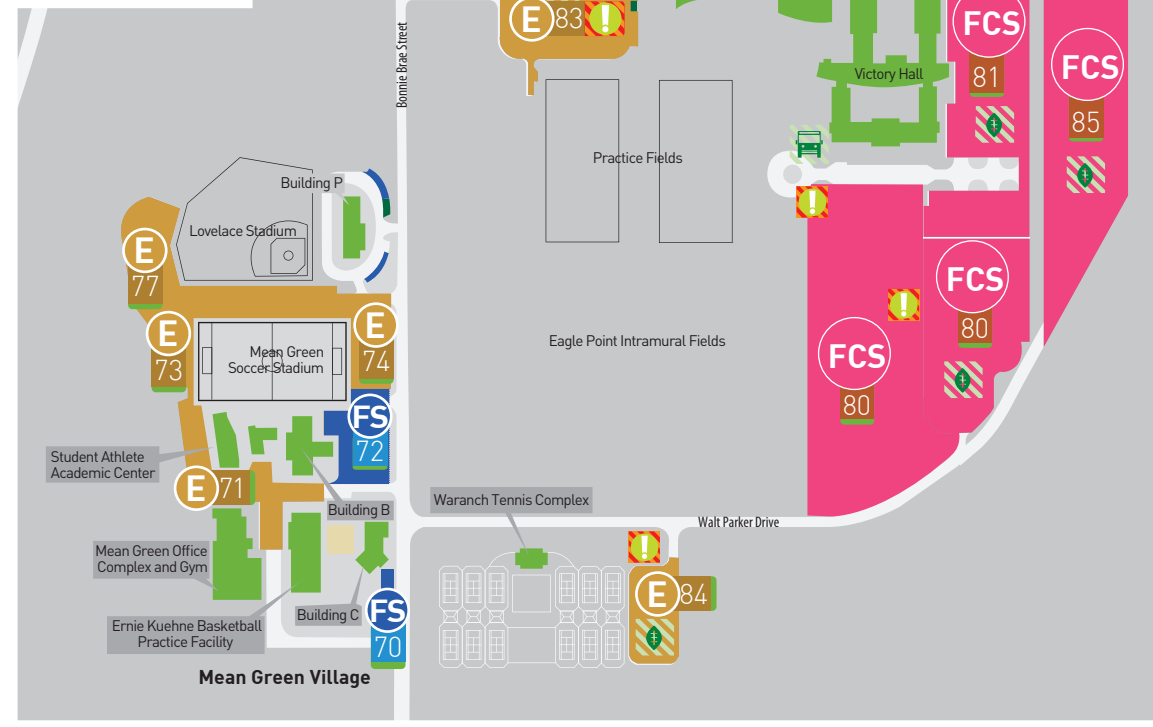 E
83
!
FCS
81
FCS
85
Bonnie Brae Street
Victory Hall
Practice Fields
Building P
Lovelace Stadium
!
E
77
FCS
80
!
E
73
E
74
Mean Green
Soccer Stadium
Eagle Point Intramural Fields
FCS
80
FS
72
Student Athlete
Academic Center
E
71
Building B
Waranch Tennis Complex
Walt Parker Drive
Mean Green Office
Complex and Gym
!
E
84
Building C
FS
70
Ernie Kuehne Basketball
Practice Facility
Mean Green Village